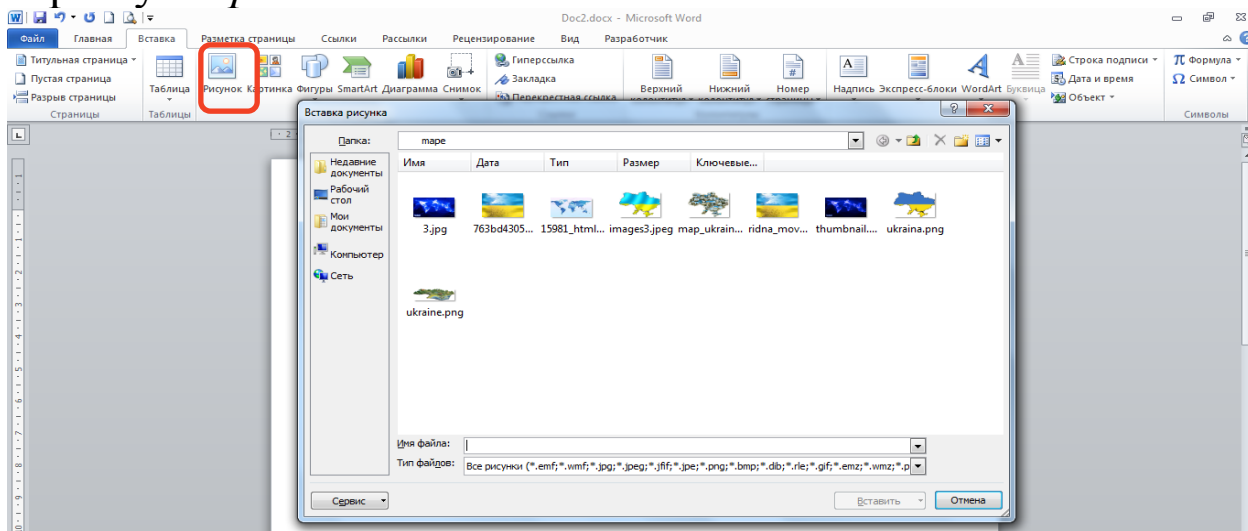 Doc2.docx - Microsoft Word
Файл Главная Вставка Разметка страницы Ссылки Рассылки Рецензирование Вид Разработчик
Титульная страница
Пустая страница
Разрыв страницы
Страницы
Таблица
Таблицы
Рисунок Картинка Фигуры SmartArt Диаграмма Снимок
Гиперссылка
Закладка
Перекрестная ссылка
Верхний Нижний Номер
Надпись Экспресс-блоки WordArt Буквица
Строка подписи
Дата и время
Объект
π Формула
Ω Символ
Символы
Вставка рисунка
Папка: mape
Недавние документы
Рабочий стол
Мои документы
Компьютер
Сеть
Имя Дата Тип Размер Ключевые...
3.jpg 763bd4305... 15981_html... images3.jpeg map_ukrain... ridna_mov... thumbnail.... ukraina.png
ukraine.png
Имя файла:
Тип файлов: Все рисунки (*.emf;*.wmf;*.jpg;*.jpeg;*.jfif;*.jpe;*.png;*.bmp;*.dib;*.rle;*.gif;*.emz;*.wmz;*.p
Сервис Вставить Отмена